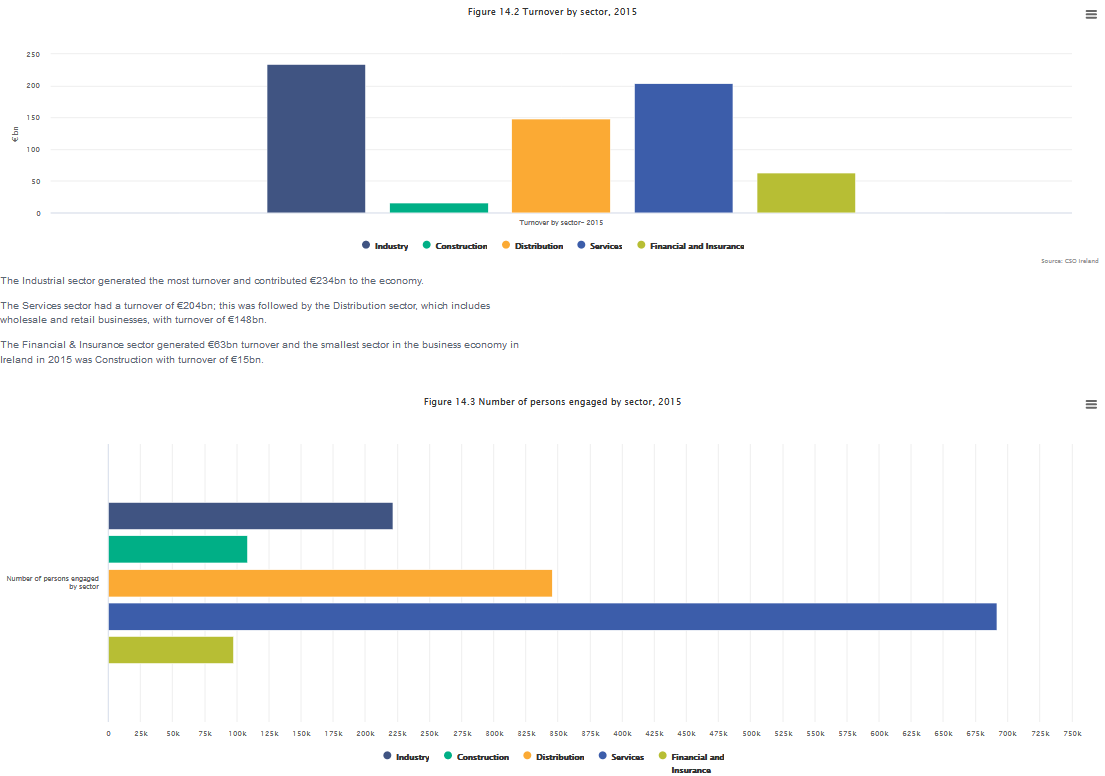 Figure 14.2 Turnover by sector, 2015
250
200
150
100
50
0
€bn
Turnover by sector- 2015
Industry Construction Distribution Services Financial and Insurance
Source: CSO Ireland
The Industrial sector generated the most turnover and contributed €234bn to the economy.
The Services sector had a turnover of €204bn; this was followed by the Distribution sector, which includes
wholesale and retail businesses, with turnover of €148bn.
The Financial & Insurance sector generated €63bn turnover and the smallest sector in the business economy in
Ireland in 2015 was Construction with turnover of €15bn.
Figure 14.3 Number of persons engaged by sector, 2015
Number of persons engaged
by sector
0 25k 50k 75k 100k 125k 150k 175k 200k 225k 250k 275k 300k 325k 350k 375k 400k 425k 450k 475k 500k 525k 550k 575k 600k 625k 650k 675k 700k 725k 750k
Industry Construction Distribution Services Financial and
Insurance